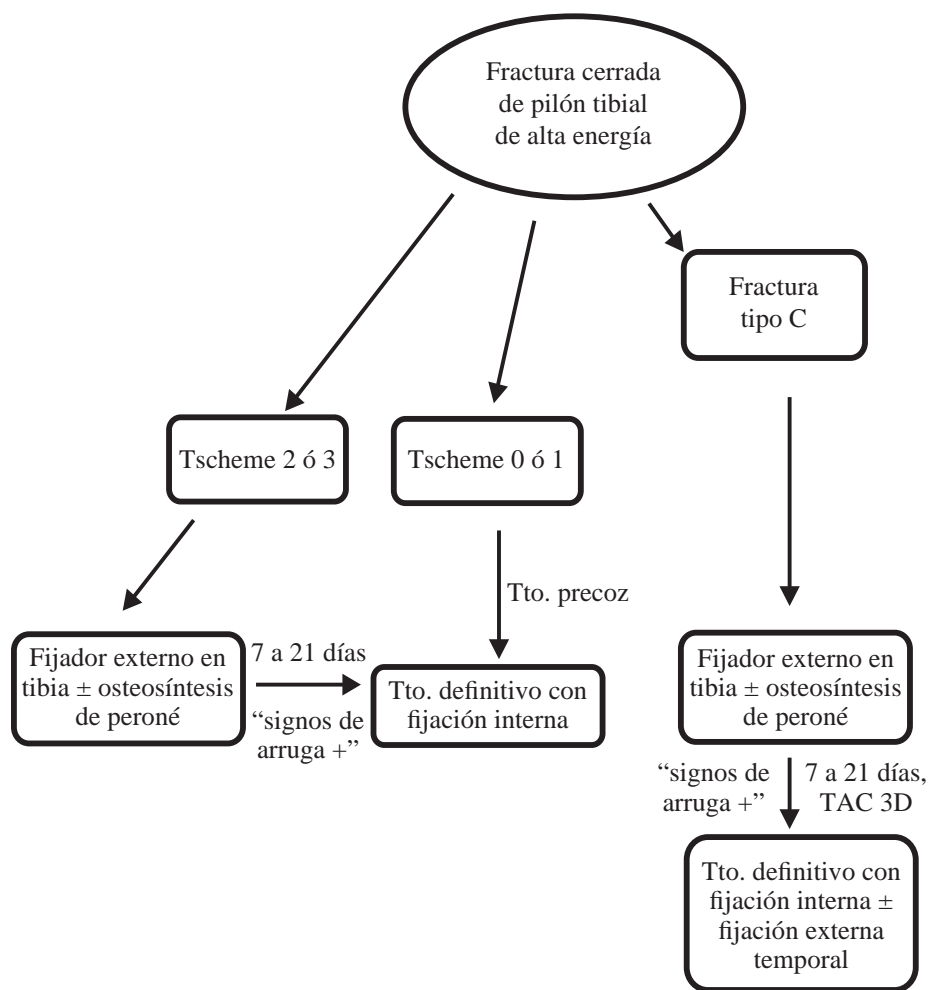 Fractura cerrada
de pilón tibial
de alta energía
Fractura
tipo C
Tscheme 2 ó 3
Tscheme 0 ó 1
Tto. precoz
Fijador externo en
tibia ± osteosíntesis
de peroné
7 a 21 días
“signos de
arruga +”
Tto. definitivo con
fijación interna
Fijador externo en
tibia ± osteosíntesis
de peroné
“signos de
arruga +”
7 a 21 días,
TAC 3D
Tto. definitivo con
fijación interna ±
fijación externa
temporal